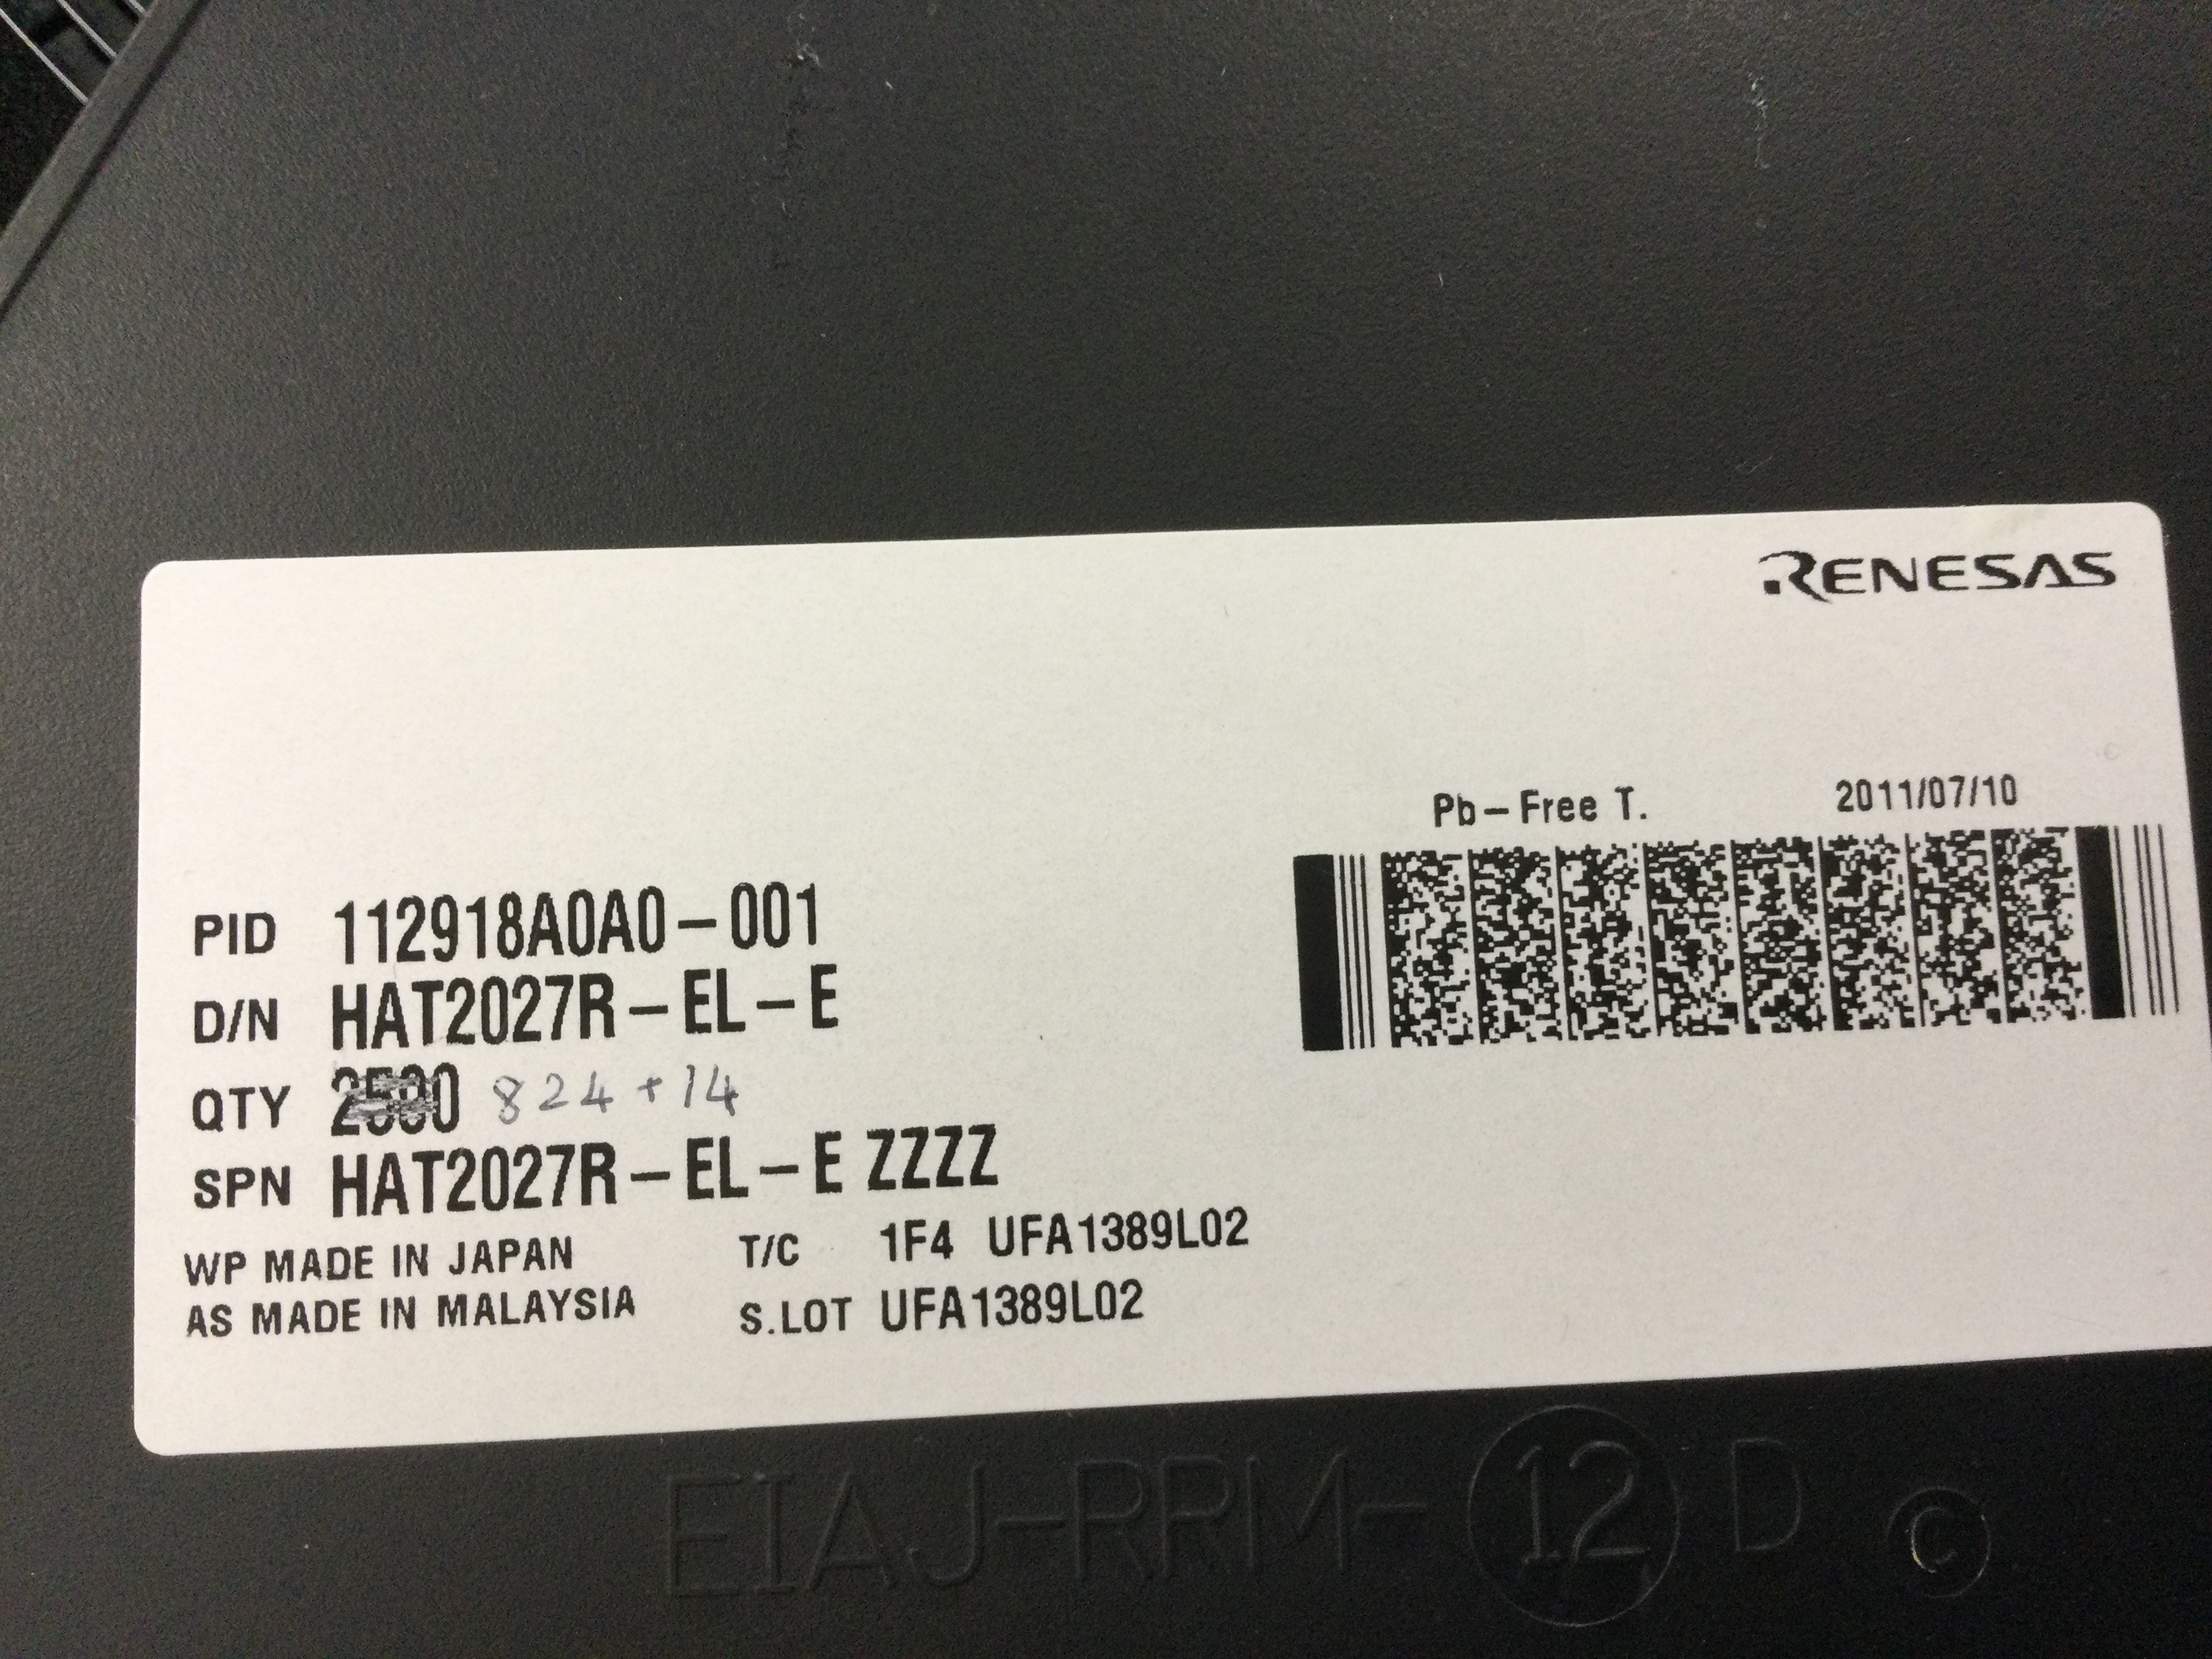 RENESAS
Pb-Free T. 2011/07/10
PID 112918A0A0-001
D/N HAT2027R-EL-E
QTY 2500 824+14
SPN HAT2027R-EL-E ZZZZ
WP MADE IN JAPAN T/C 1F4 UFA1389L02
AS MADE IN MALAYSIA S.LOT UFA1389L02
EIAJ-RRM-12 D C